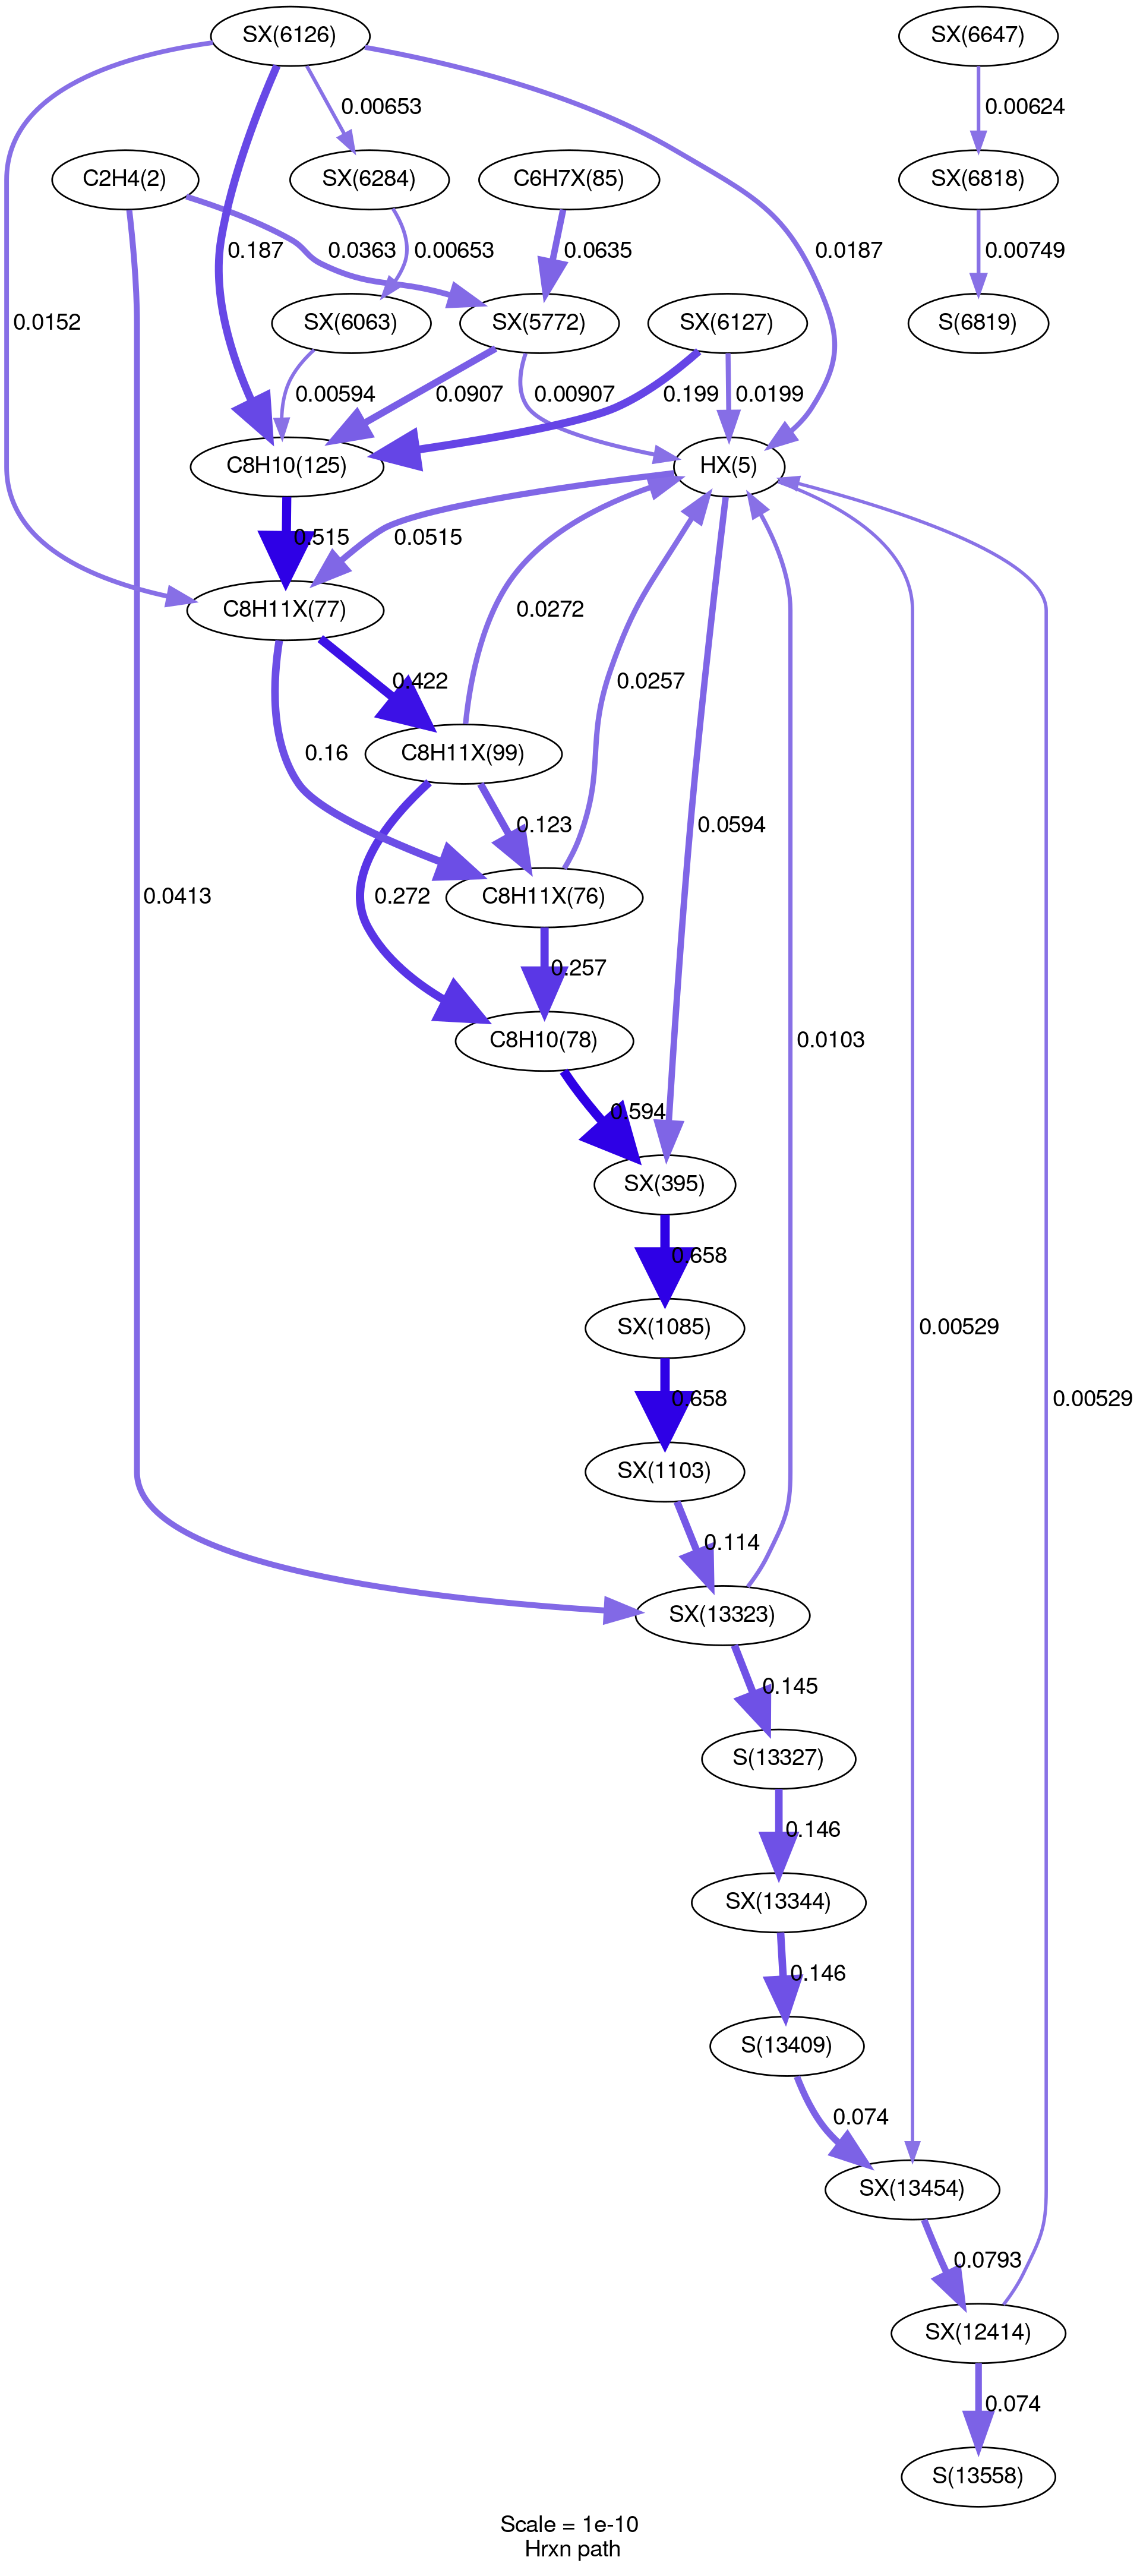 SX(6126)
SX(6647)
0.00653
0.00624
C2H4(2)
SX(6284)
C6H7X(85)
SX(6818)
0.187
0.0363
0.00653
0.0635
0.0187
0.00749
0.0152
SX(6063)
SX(5772)
SX(6127)
S(6819)
0.00594
0.0907
0.00907
0.199
0.0199
C8H10(125)
HX(5)
0.515
0.0515
C8H11X(77)
0.0272
0.422
0.0257
0.16
C8H11X(99)
0.0594
0.123
0.0413
0.272
C8H11X(76)
0.257
C8H10(78)
0.0103
0.594
SX(395)
0.658
SX(1085)
0.00529
0.658
0.00529
SX(1103)
0.114
SX(13323)
0.145
S(13327)
0.146
SX(13344)
0.146
S(13409)
0.074
SX(13454)
0.0793
SX(12414)
0.074
S(13558)
Scale = 1e-10
Hrxn path